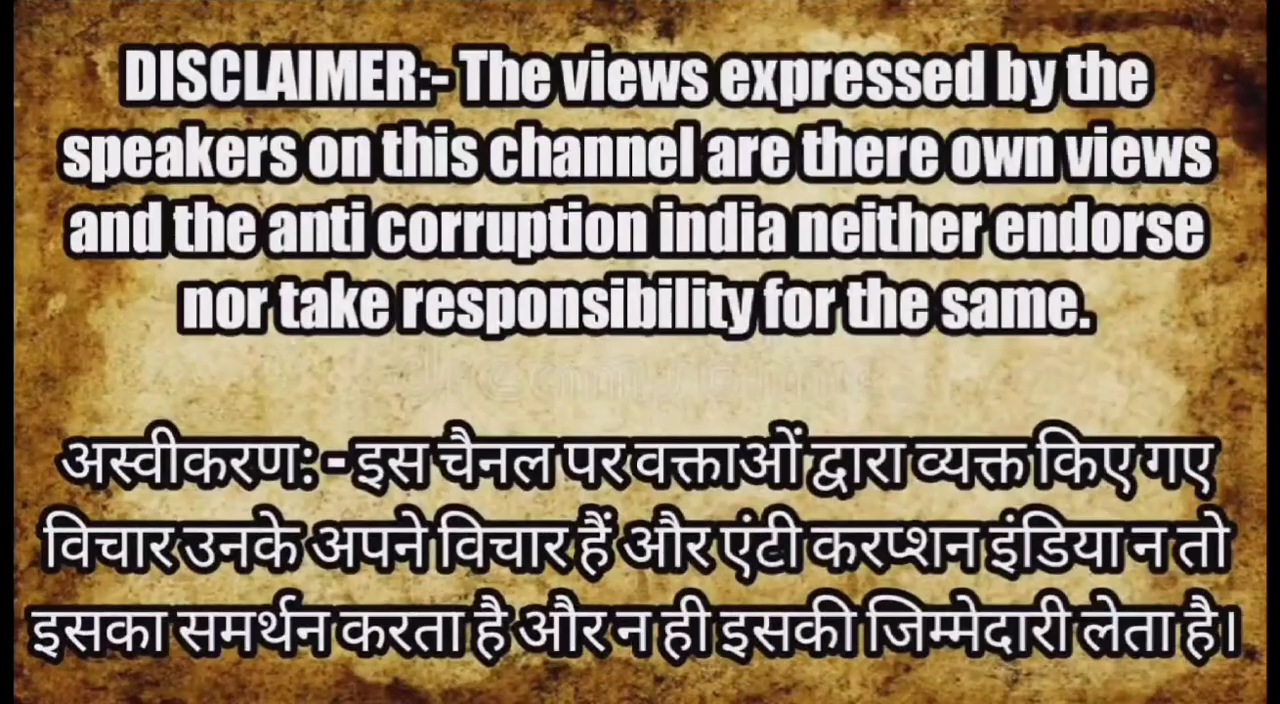 DISCLAIMER:- The views expressed by the
speakers on this channel are there own views
and the anti corruption india neither endorse
nor take responsibility for the same.
dreamstime
अस्वीकरण: - इस चैनल पर वक्ताओं द्वारा व्यक्त किए गए
विचार उनके अपने विचार हैं और एंटी करप्शन इंडिया न तो
इसका समर्थन करता है और न ही इसकी जिम्मेदारी लेता है।